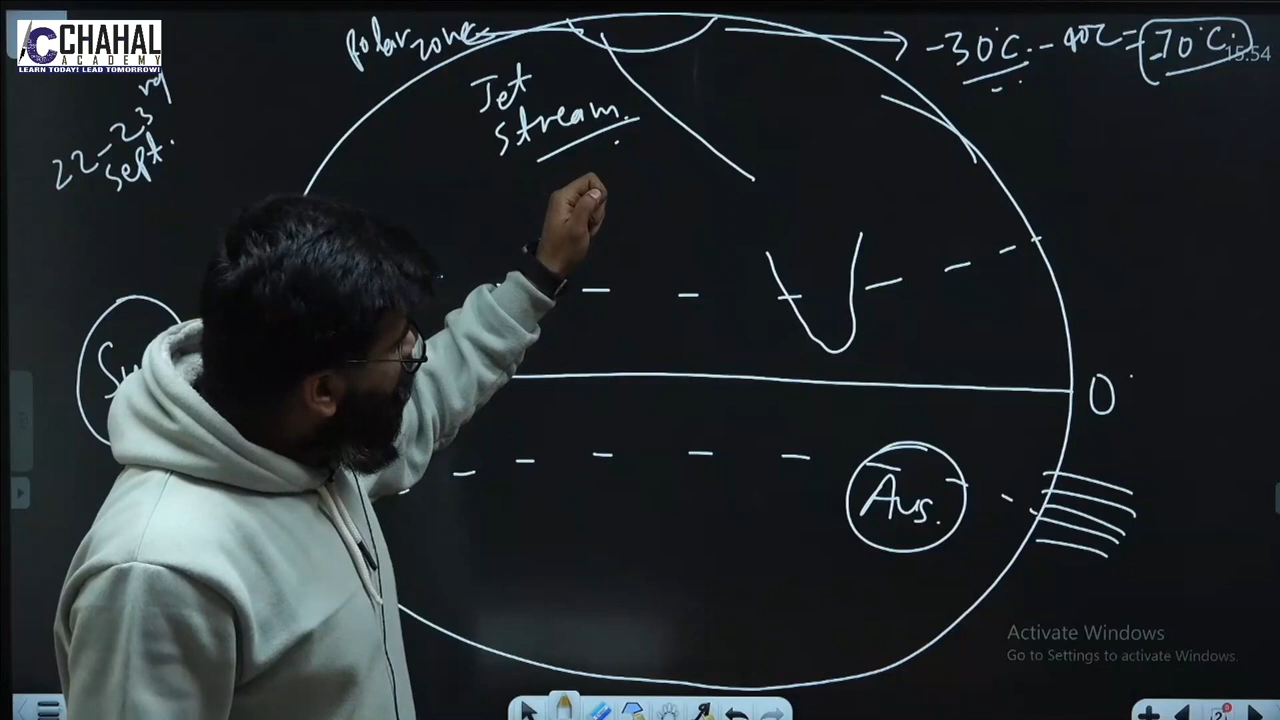 CHAHAL
ACADEMY
LEARN TODAY! LEAD TOMORROW!
polar zones
-30°C. - 40°C = -70°C.
15:54
Jet
stream.
22-23rd
sept.
Su
0°
Aus.
Activate Windows
Go to Settings to activate Windows.